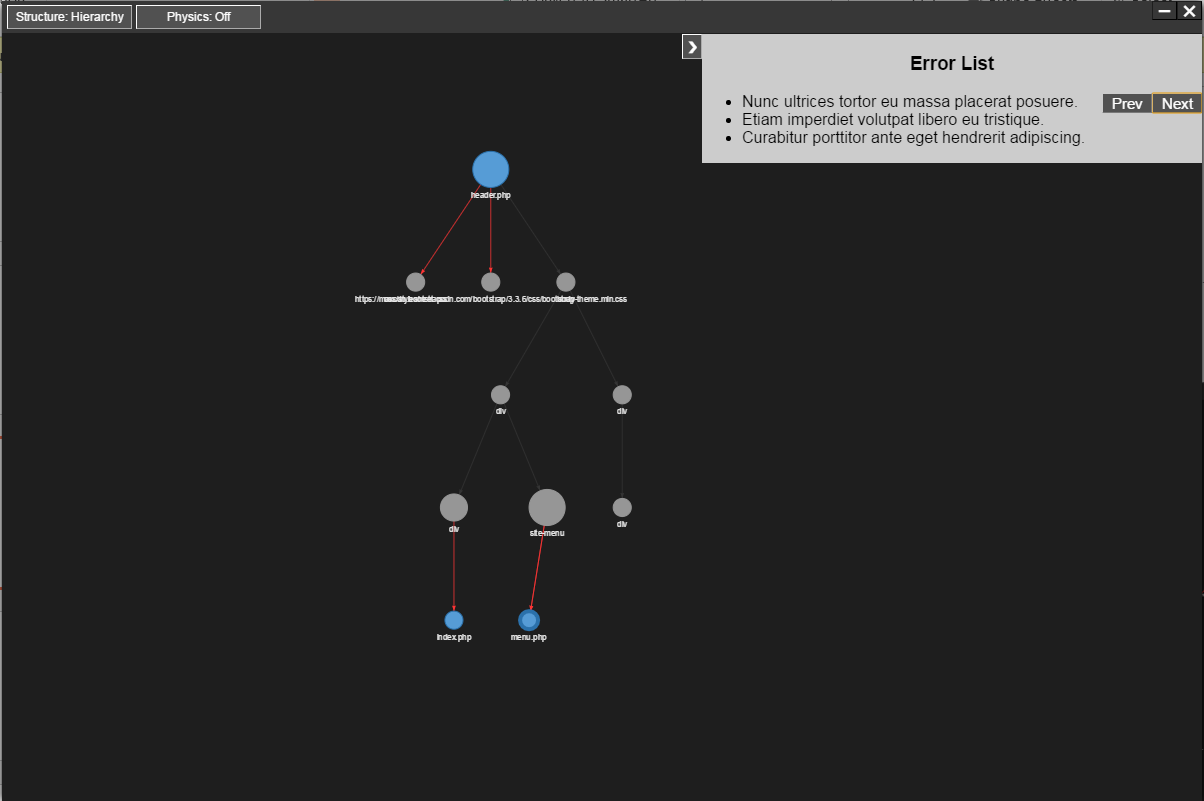 Structure: Hierarchy
Physics: Off
Error List
Nunc ultrices tortor eu massa placerat posuere.
Prev
Next
Etiam imperdiet volutpat libero eu tristique.
Curabitur porttitor ante eget hendrerit adipiscing.
header.php
div
div
div
site-menu
div
index.php
menu.php